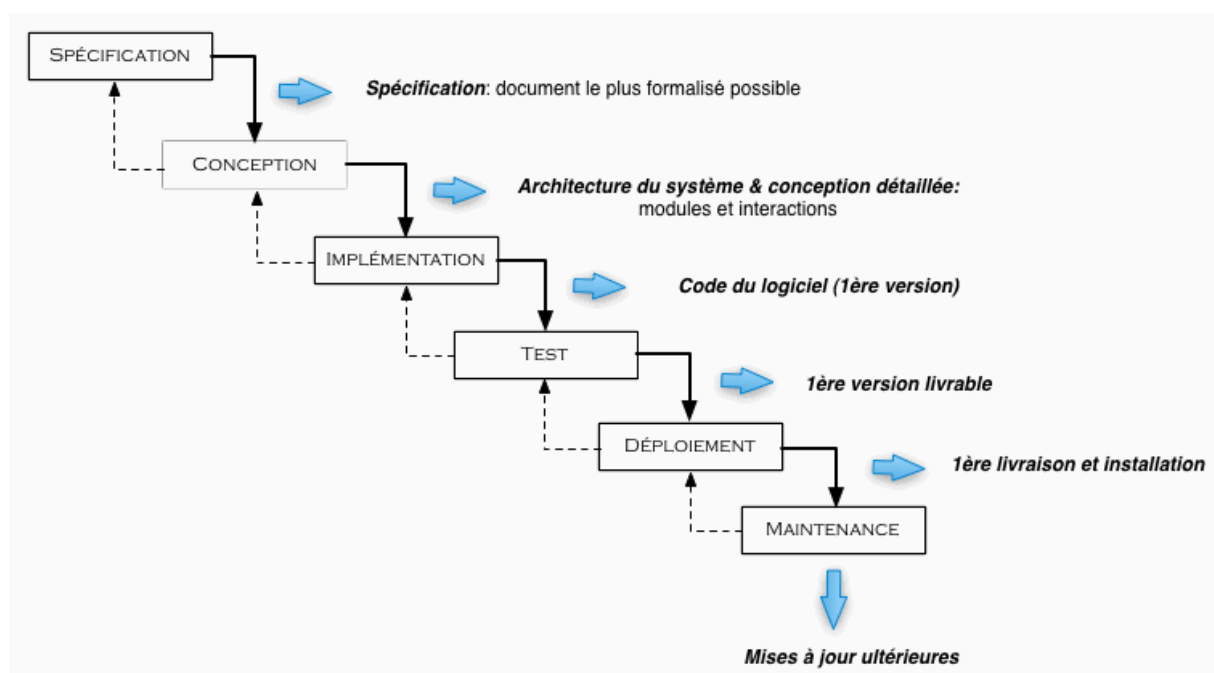 SPÉCIFICATION
Spécification: document le plus formalisé possible
CONCEPTION
Architecture du système & conception détaillée:
modules et interactions
IMPLÉMENTATION
Code du logiciel (1ère version)
TEST
1ère version livrable
DÉPLOIEMENT
1ère livraison et installation
MAINTENANCE
Mises à jour ultérieures